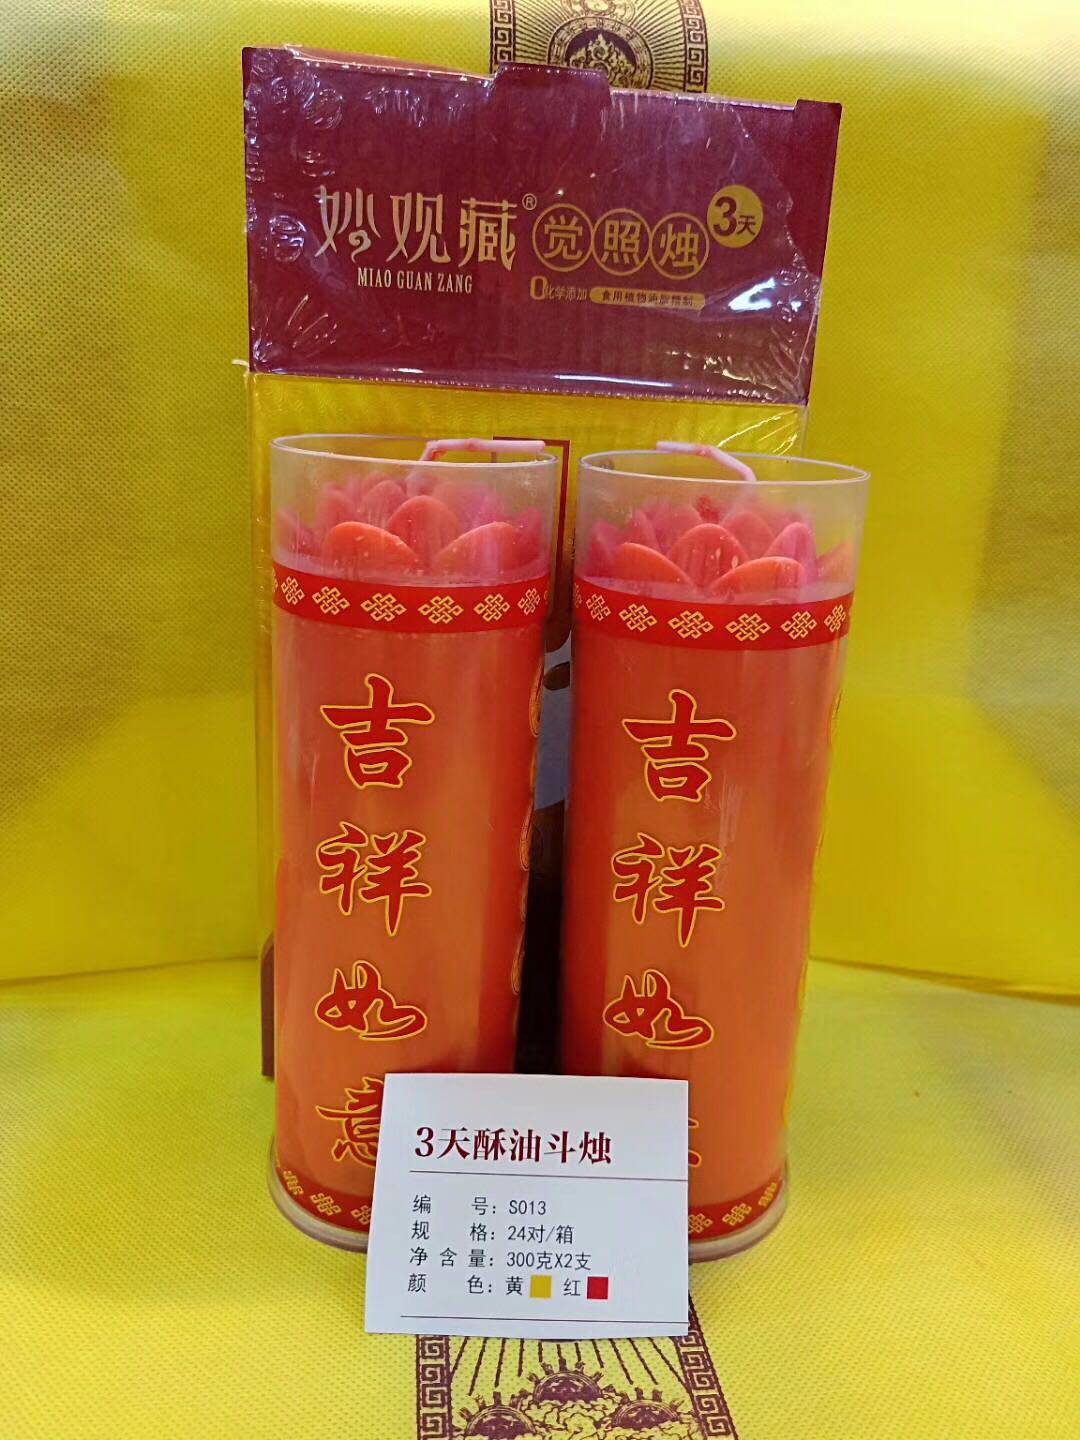 妙观藏®觉照烛3天
MIAO GUAN ZANG
0化学添加 食用植物油脂精制
吉祥如意
吉祥如
3天酥油斗烛
编 号：S013
规 格：24对/箱
净含量：300克X2支
颜 色：黄 红